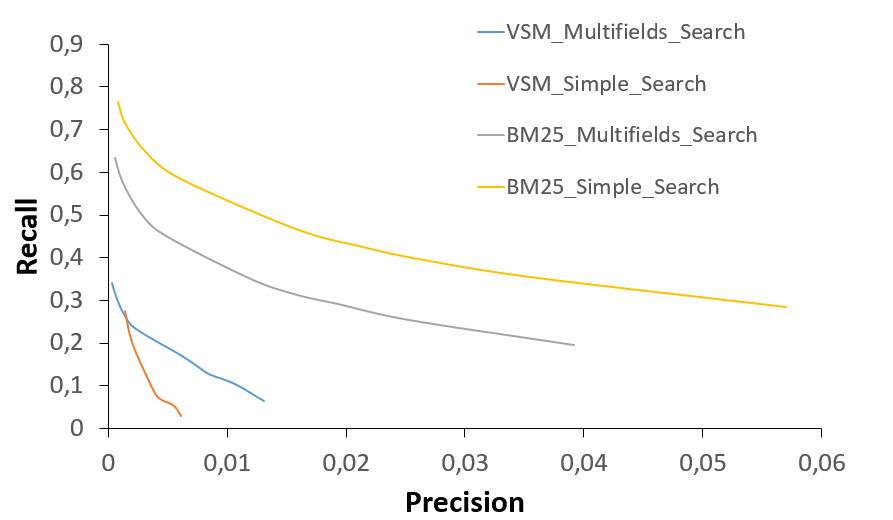 VSM_Multifields_Search
VSM_Simple_Search
BM25_Multifields_Search
BM25_Simple_Search
Recall
0,9
0,8
0,7
0,6
0,5
0,4
0,3
0,2
0,1
0
0 0,01 0,02 0,03 0,04 0,05 0,06
Precision